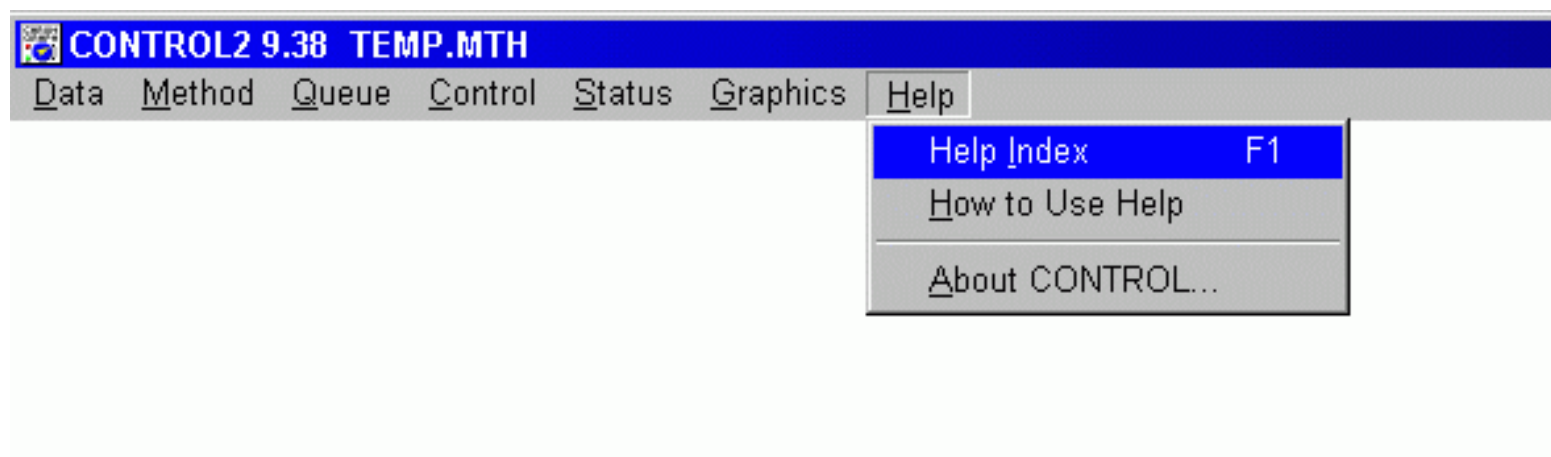 CONTROL2 9.38 TEMP.MTH
Data Method Queue Control Status Graphics Help
Help Index F1
How to Use Help
About CONTROL...